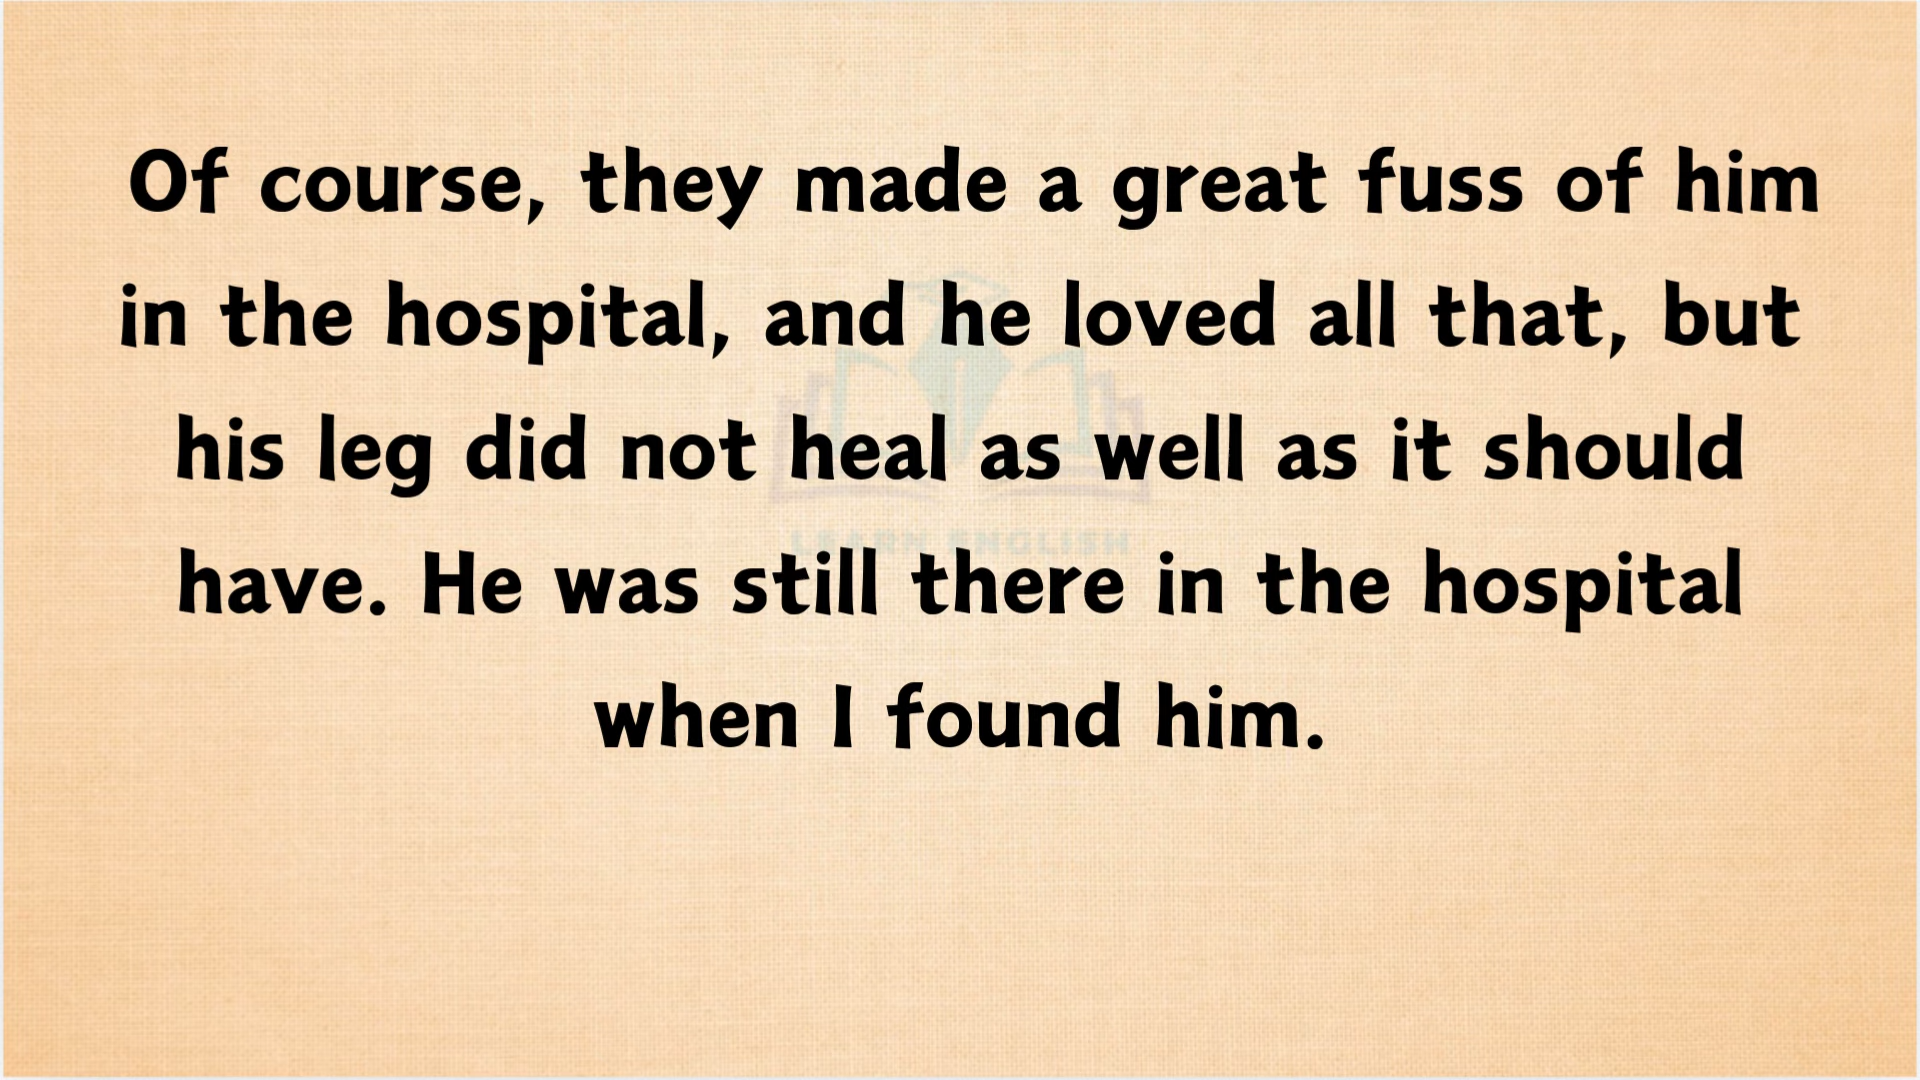 Of course, they made a great fuss of him
in the hospital, and he loved all that, but
his leg did not heal as well as it should
have. He was still there in the hospital
when I found him.
LEARN ENGLISH